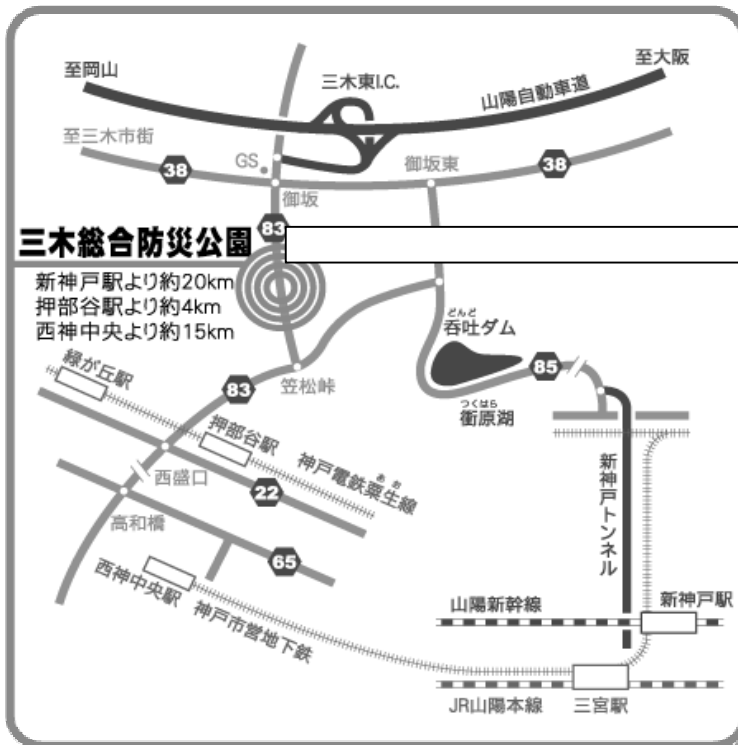 至岡山
至大阪
三木東I.C.
山陽自動車道
至三木市街
GS
38
御坂東
38
御坂
83
三木総合防災公園
新神戸駅より約20km
押部谷駅より約4km
西神中央より約15km
どんど
呑吐ダム
85
つくはら
衝原湖
笠松峠
緑が丘駅
83
押部谷駅
神戸電鉄粟生線
あお
西盛口
22
高和橋
65
西神中央駅
神戸市営地下鉄
新神戸トンネル
山陽新幹線
新神戸駅
JR山陽本線
三宮駅